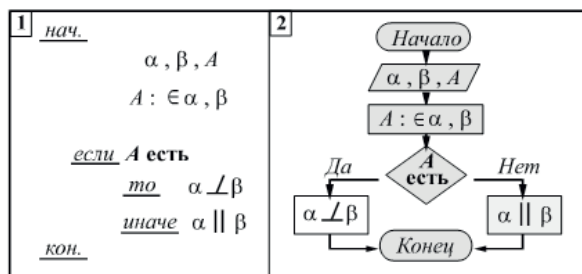 1
нач.
α , β , A
A : ∈ α , β
если A есть
то α ⊥ β
иначе α || β
кон.
2
Начало
α , β , A
A : ∈ α , β
A
есть
Да
Нет
α ⊥ β
α || β
Конец